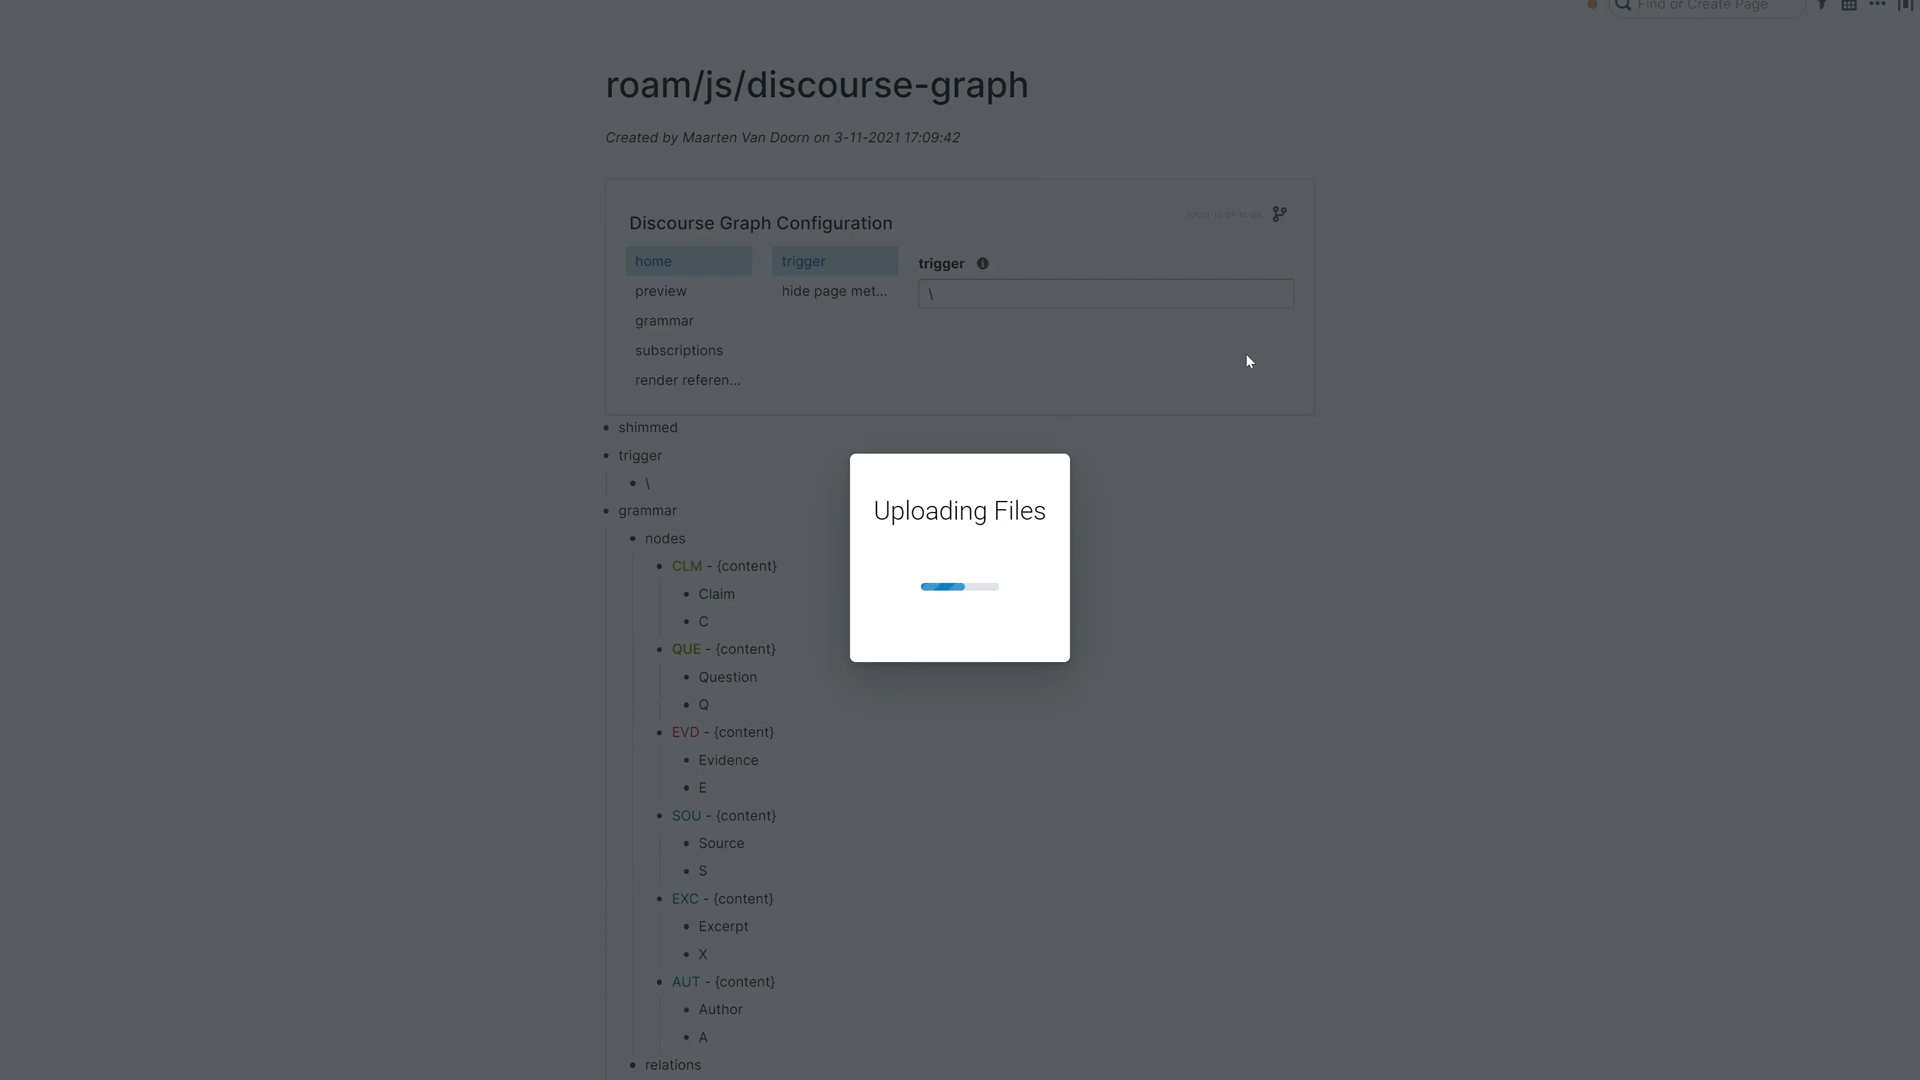 Find or Create Page
roam/js/discourse-graph
Created by Maarten Van Doorn on 3-11-2021 17:09:42
Discourse Graph Configuration
home
preview
grammar
subscriptions
render referen...
trigger
hide page met...
trigger
\
shimmed
trigger
\
grammar
nodes
CLM - {content}
Claim
C
QUE - {content}
Question
Q
EVD - {content}
Evidence
E
SOU - {content}
Source
S
EXC - {content}
Excerpt
X
AUT - {content}
Author
A
relations
Uploading Files